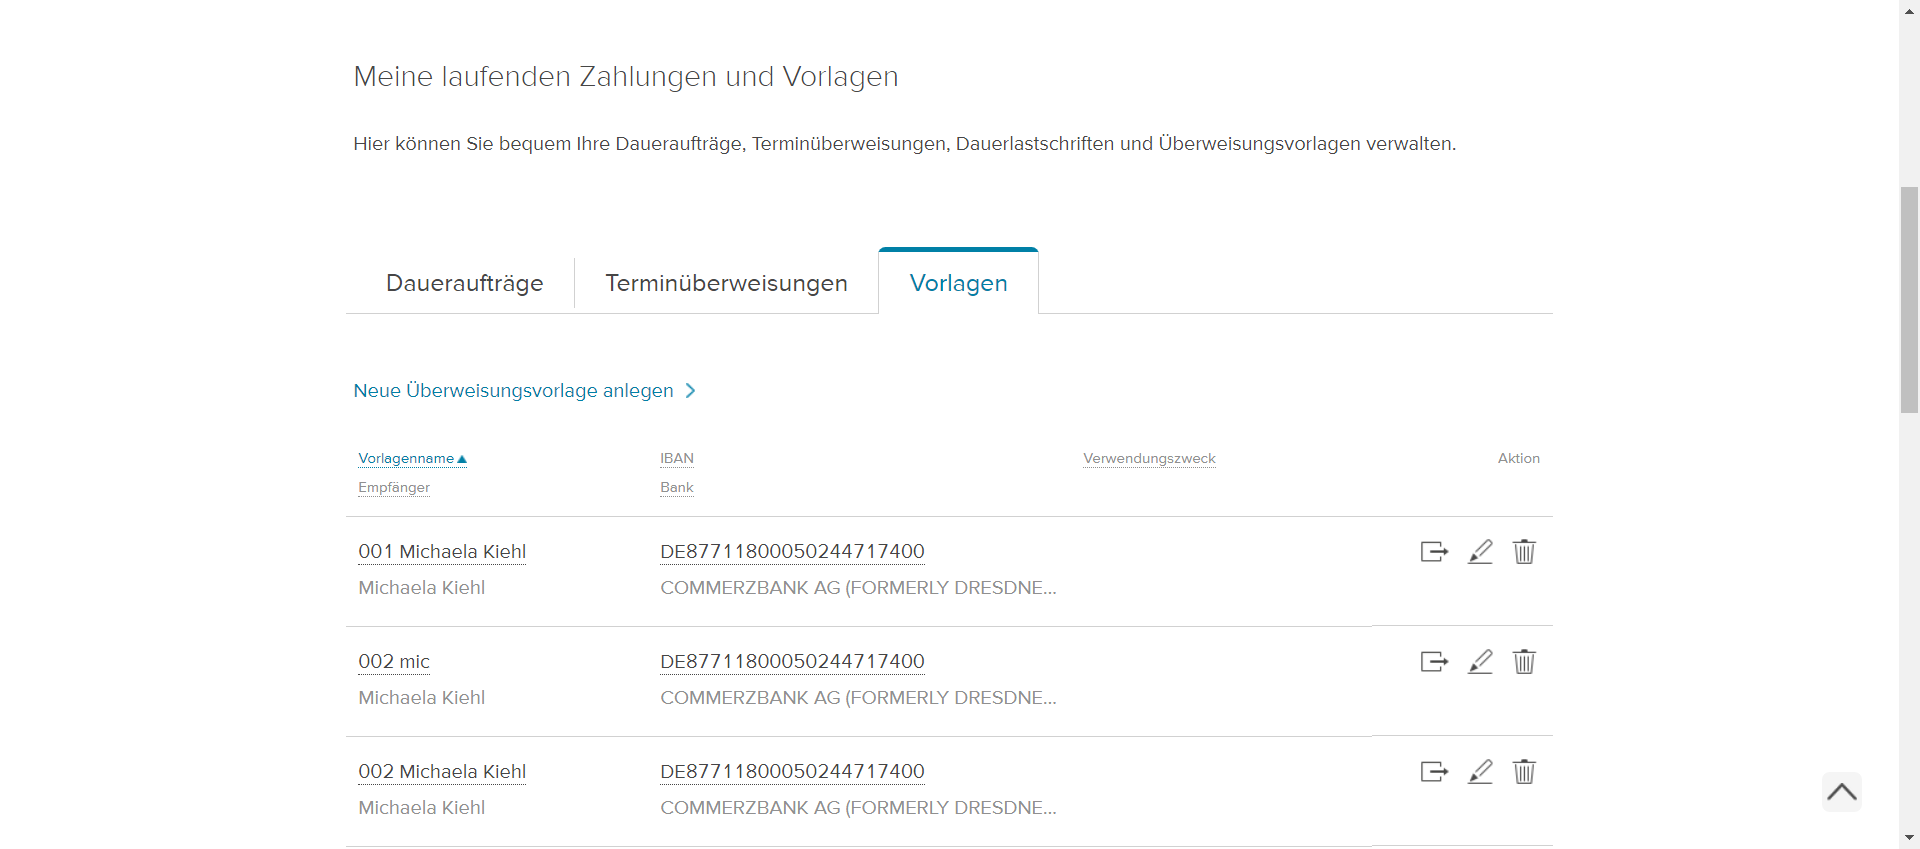 Meine laufenden Zahlungen und Vorlagen
Hier können Sie bequem Ihre Daueraufträge, Terminüberweisungen, Dauerlastschriften und Überweisungsvorlagen verwalten.
Daueraufträge Terminüberweisungen Vorlagen
Neue Überweisungsvorlage anlegen
Vorlagenname IBAN Verwendungszweck Aktion
Empfänger Bank
001 Michaela Kiehl DE87711800050244717400
Michaela Kiehl COMMERZBANK AG (FORMERLY DRESDNE...
002 mic DE87711800050244717400
Michaela Kiehl COMMERZBANK AG (FORMERLY DRESDNE...
002 Michaela Kiehl DE87711800050244717400
Michaela Kiehl COMMERZBANK AG (FORMERLY DRESDNE...